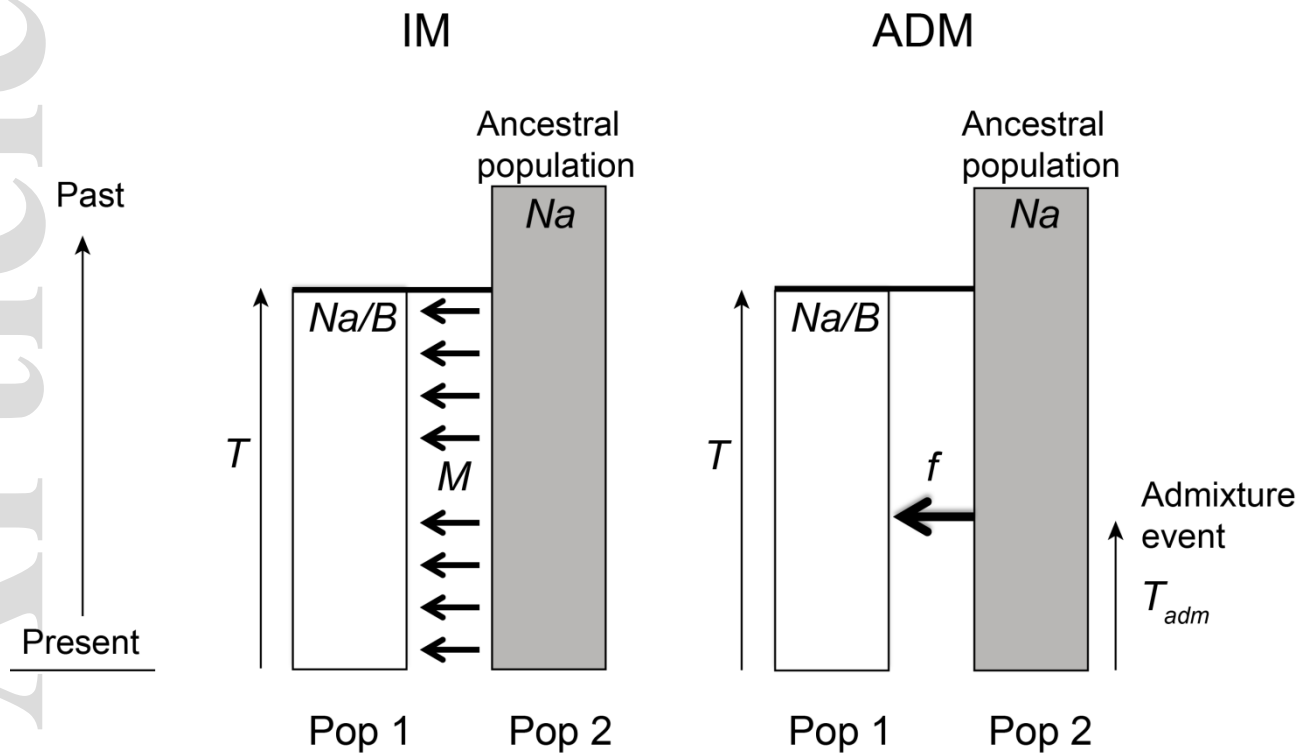 IM
ADM
Ancestral
population
Ancestral
population
Past
Na
Na
Na/B
Na/B
T
M
T
f
Admixture
event
T_adm
Present
Pop 1
Pop 2
Pop 1
Pop 2